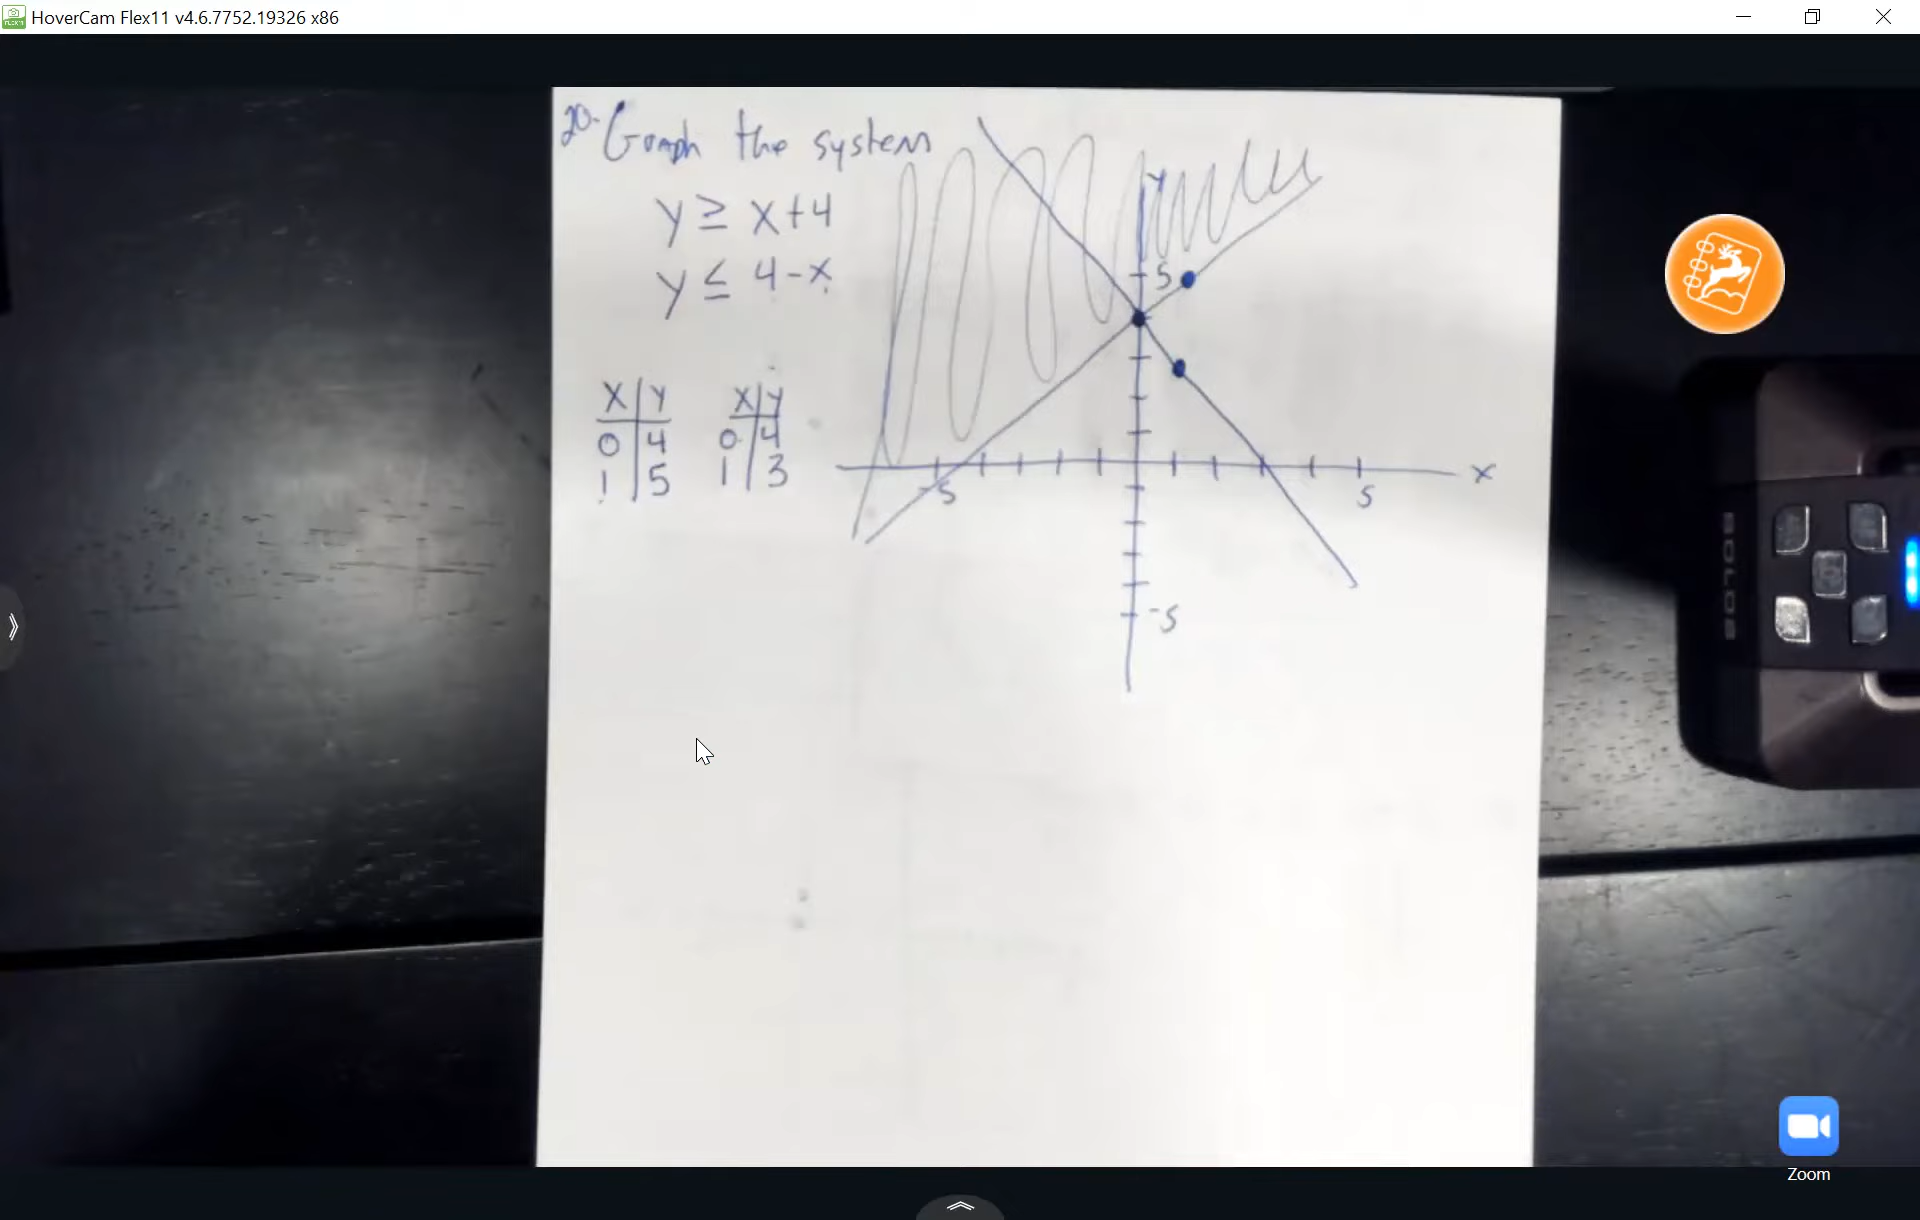 HoverCam Flex11 v4.6.7752.19326 x86
20. Graph the system
y ≥ x+4
y ≤ 4-x
x | y
0 | 4
1 | 5
x | y
0 | 4
1 | 3
y
5
-5
5
x
-5
SOLO8
Zoom